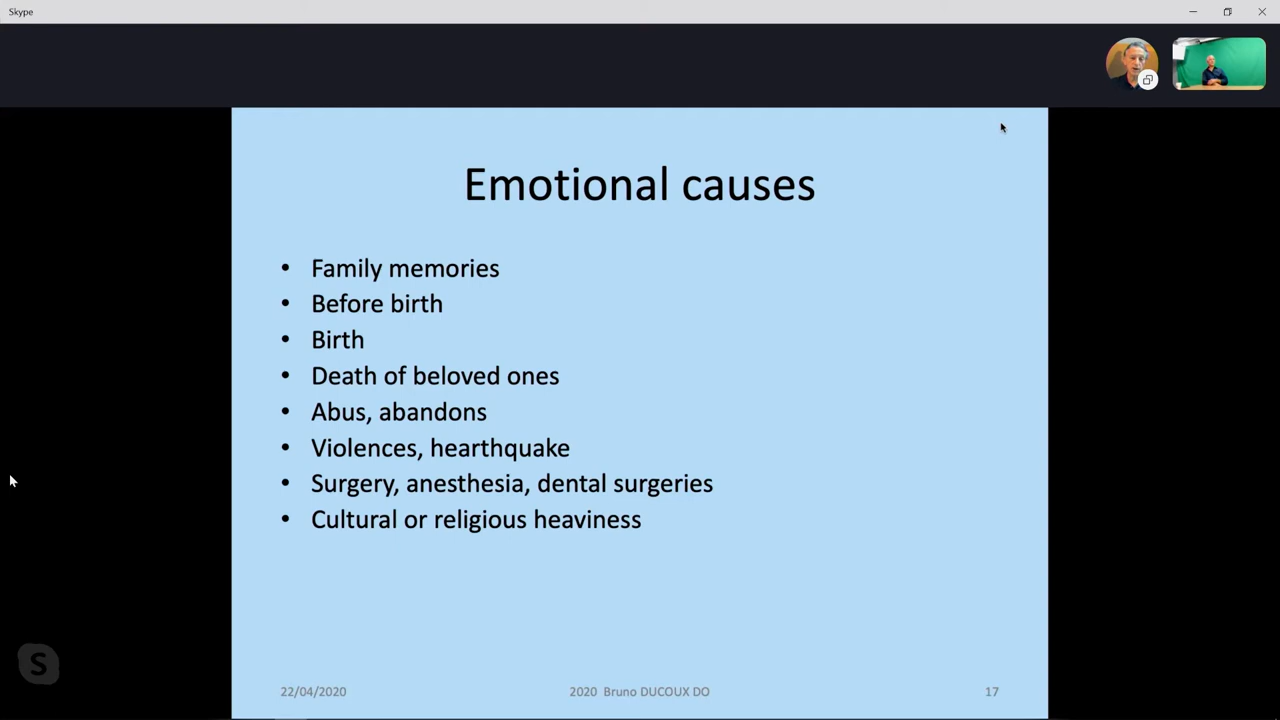 Skype
Emotional causes
• Family memories
• Before birth
• Birth
• Death of beloved ones
• Abus, abandons
• Violences, hearthquake
• Surgery, anesthesia, dental surgeries
• Cultural or religious heaviness
S
22/04/2020 2020 Bruno DUCOUX DO 17